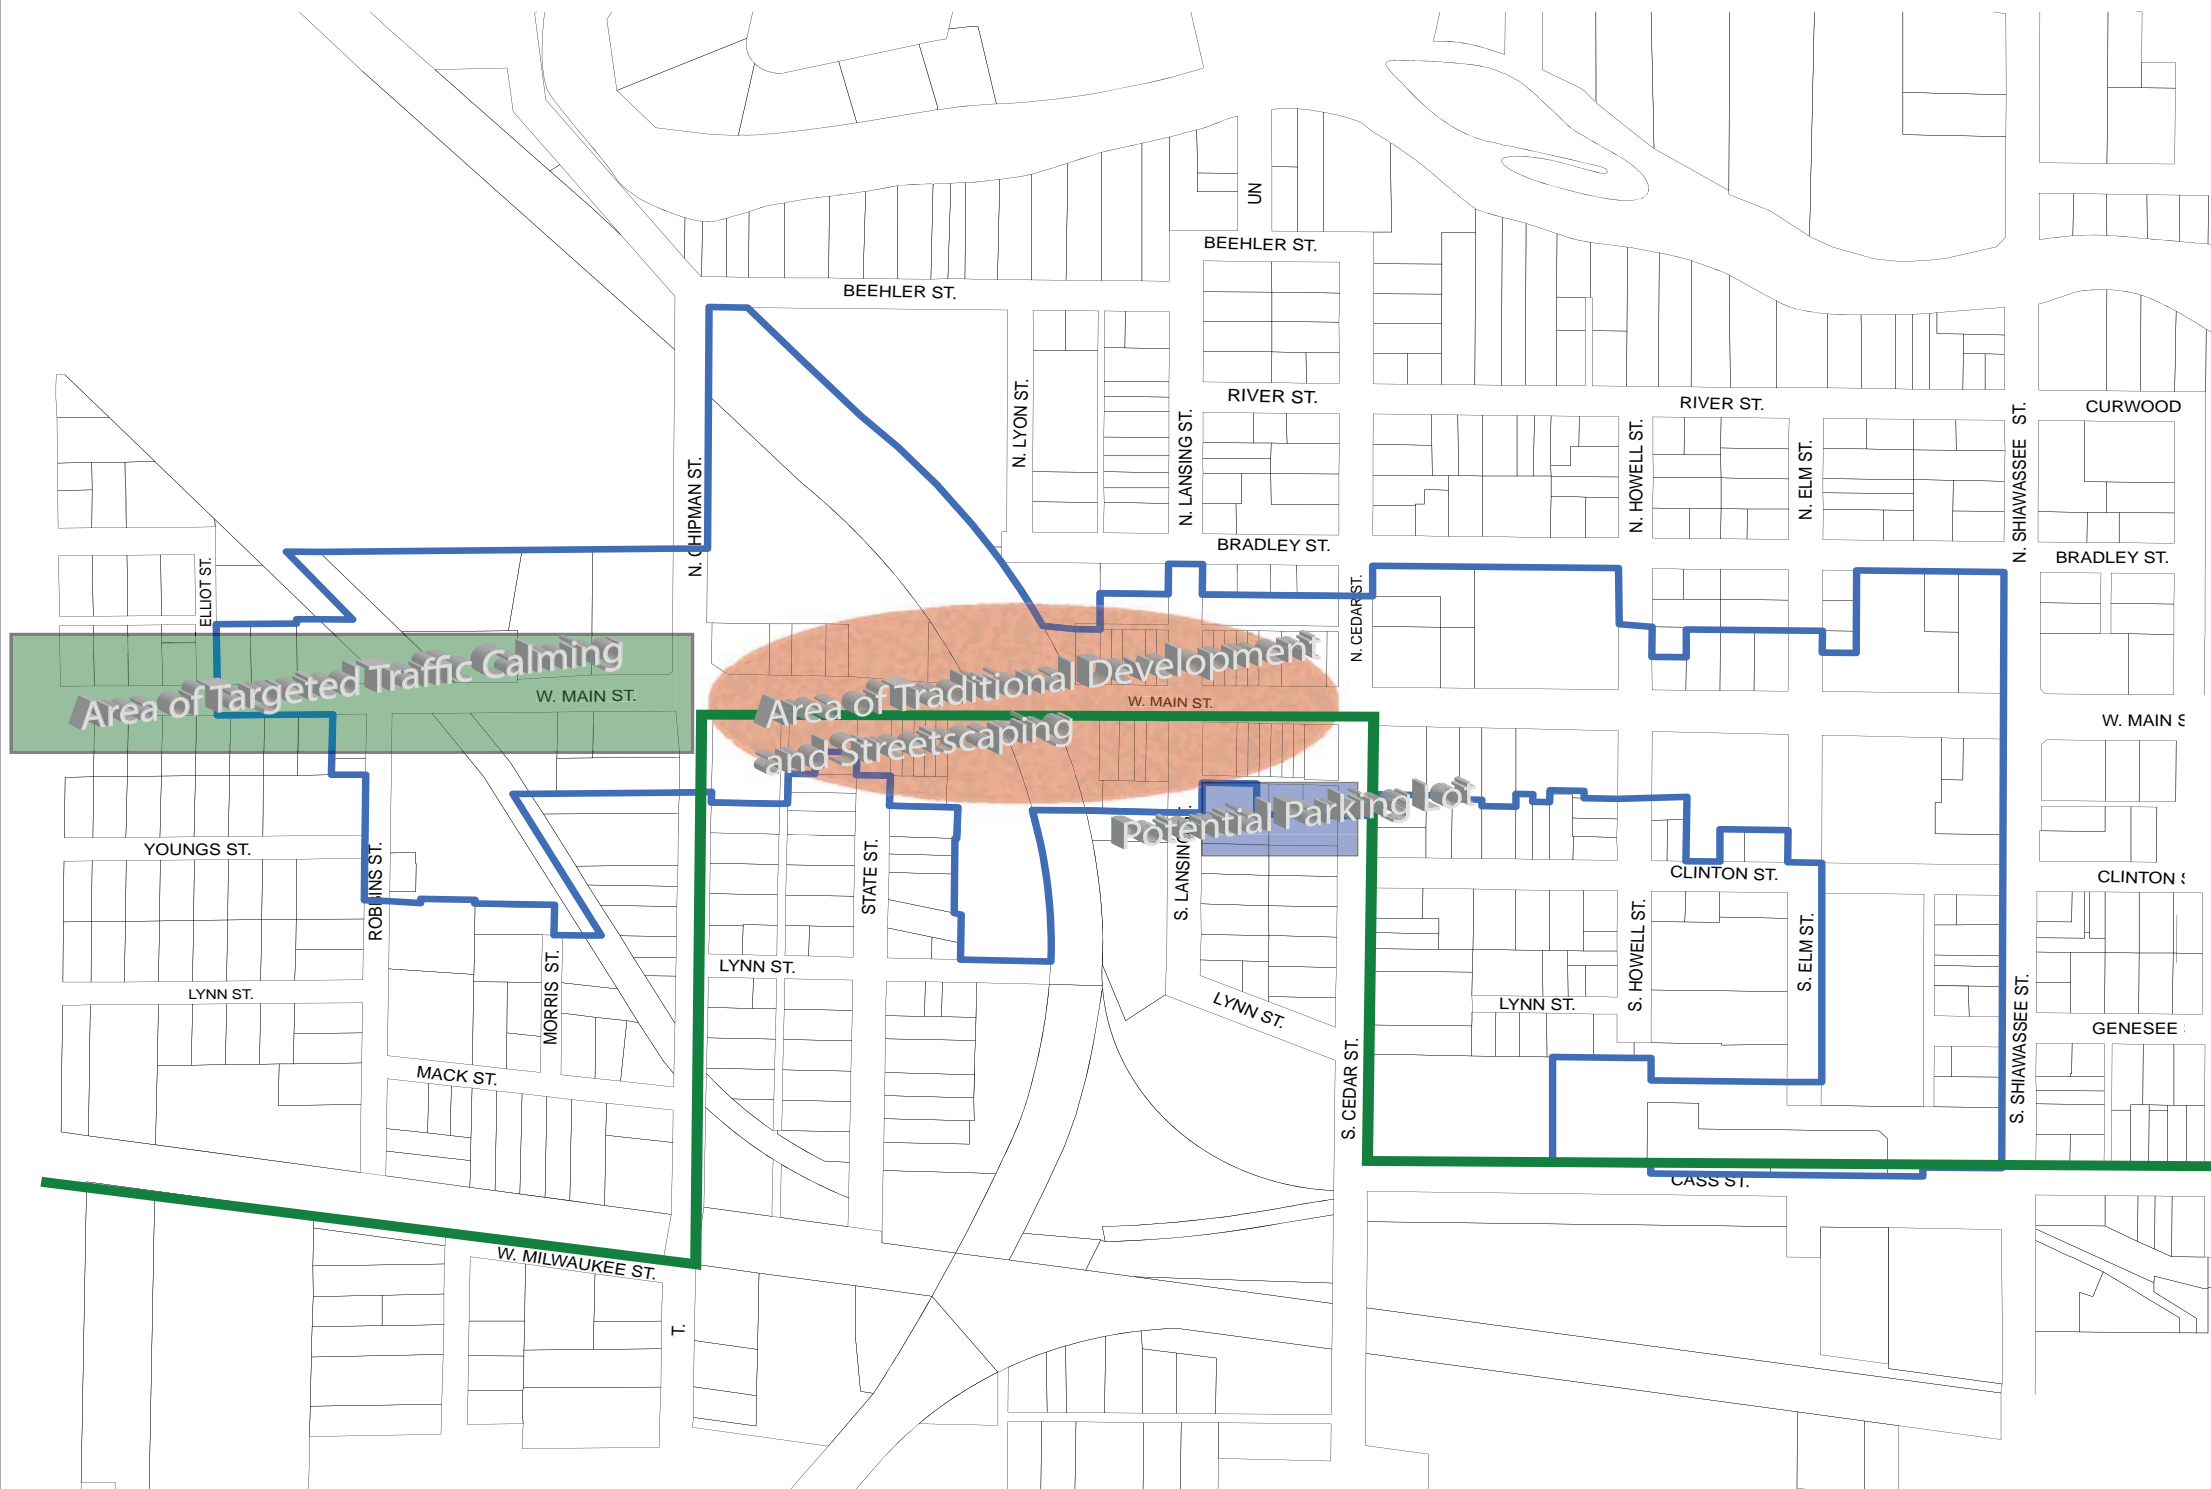 UN
BEEHLER ST.
BEEHLER ST.
N. LYON ST.
N. LANSING ST.
RIVER ST.
RIVER ST.
CURWOOD
N. CHIPMAN ST.
N. HOWELL ST.
N. ELM ST.
N. SHIAWASSEE ST.
BRADLEY ST.
BRADLEY ST.
ELLIOT ST.
N. CEDAR ST.
Area of Targeted Traffic Calming
W. MAIN ST.
Area of Traditional Development
and Streetscaping
W. MAIN ST.
W. MAIN S
Potential Parking Lot
YOUNGS ST.
ROBBINS ST.
STATE ST.
S. LANSING
CLINTON ST.
CLINTON S
LYNN ST.
MORRIS ST.
LYNN ST.
LYNN ST.
LYNN ST.
S. HOWELL ST.
S. ELM ST.
S. SHIAWASSEE ST.
GENESEE
MACK ST.
S. CEDAR ST.
CASS ST.
W. MILWAUKEE ST.
T.